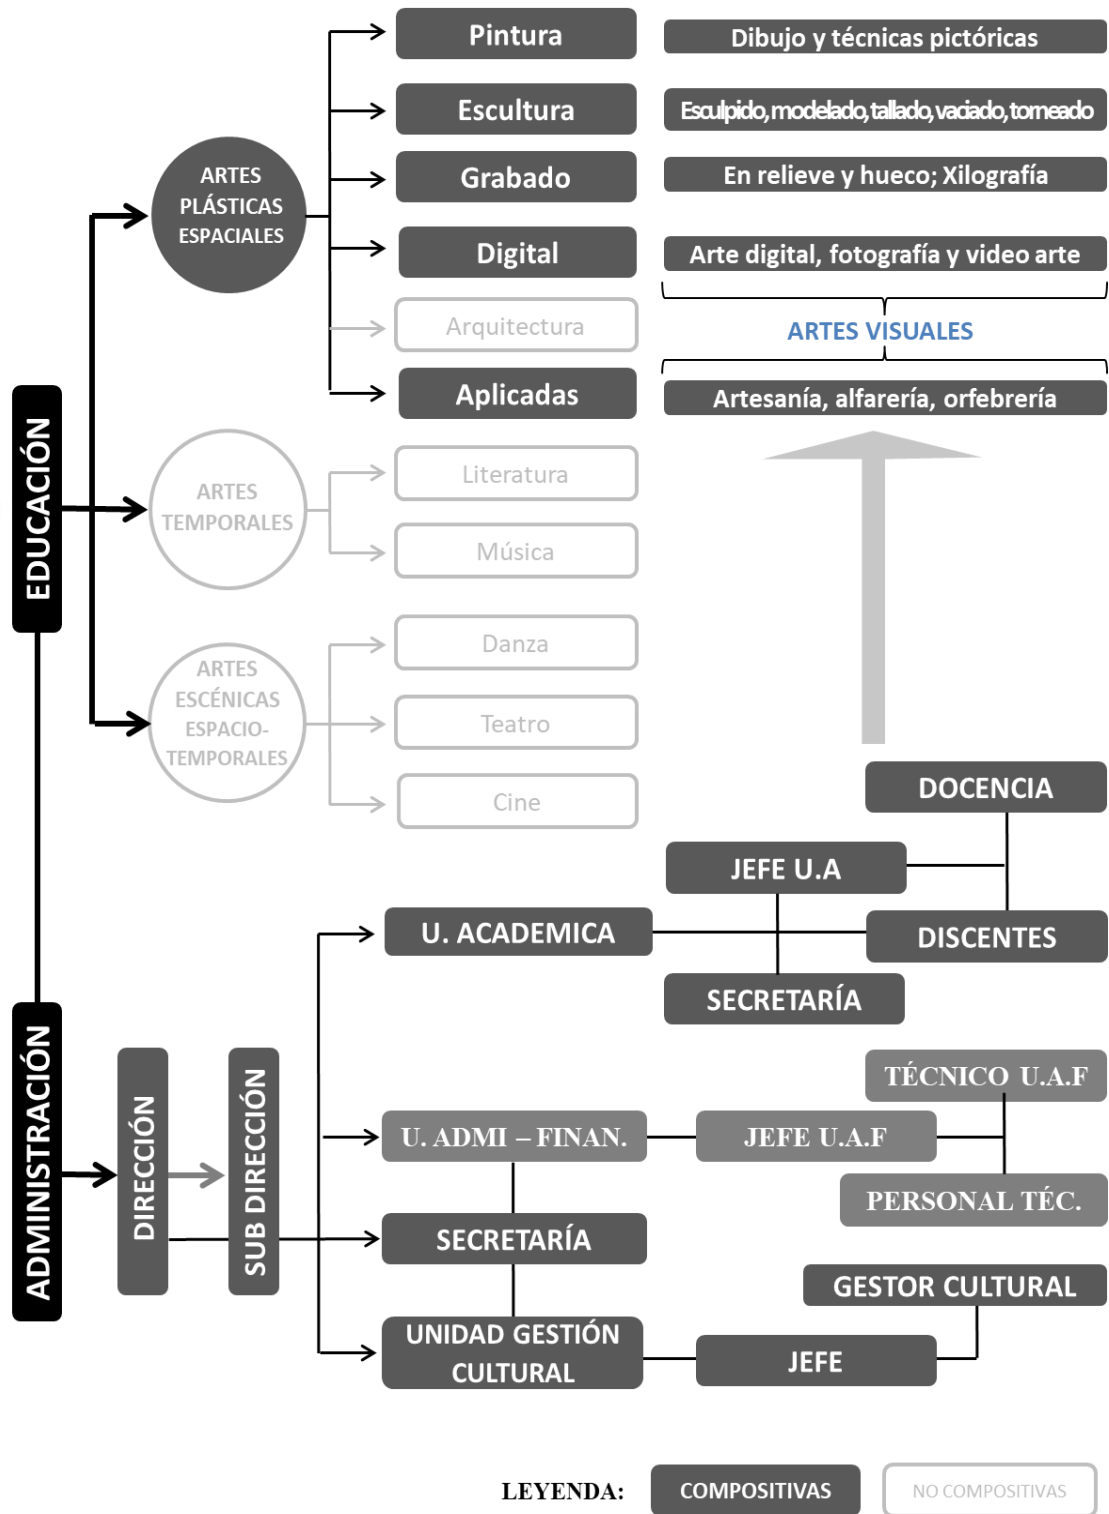 Pintura
Dibujo y técnicas pictóricas
Escultura
Esculpido, modelado, tallado, vaciado, torneado
ARTES
PLÁSTICAS
ESPACIALES
Grabado
En relieve y hueco; Xilografía
Digital
Arte digital, fotografía y video arte
Arquitectura
ARTES VISUALES
Aplicadas
Artesanía, alfarería, orfebrería
EDUCACIÓN
ARTES
TEMPORALES
Literatura
Música
ARTES
ESCÉNICAS
ESPACIO-
TEMPORALES
Danza
Teatro
Cine
DOCENCIA
JEFE U.A
U. ACADEMICA
DISCENTES
SECRETARÍA
ADMINISTRACIÓN
DIRECCIÓN
SUB DIRECCIÓN
TÉCNICO U.A.F
U. ADMI – FINAN.
JEFE U.A.F
PERSONAL TÉC.
SECRETARÍA
GESTOR CULTURAL
UNIDAD GESTIÓN
CULTURAL
JEFE
LEYENDA:
COMPOSITIVAS
NO COMPOSITIVAS